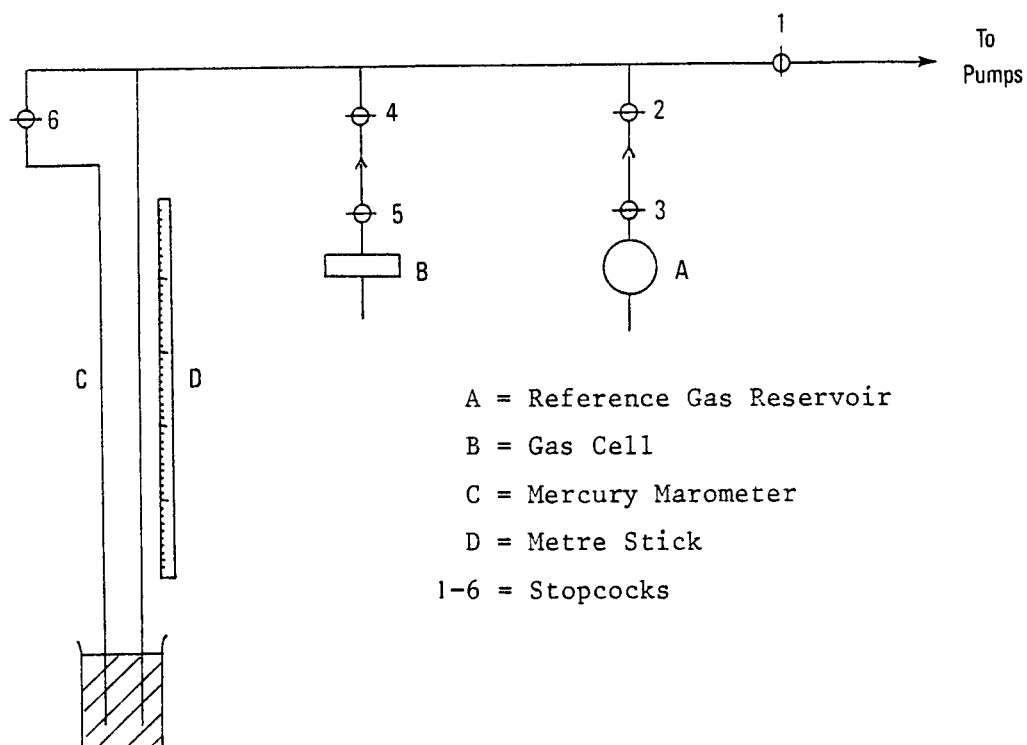 1
To
Pumps
6
4
2
5
3
B
A
C
D
A = Reference Gas Reservoir
B = Gas Cell
C = Mercury Marometer
D = Metre Stick
1-6 = Stopcocks